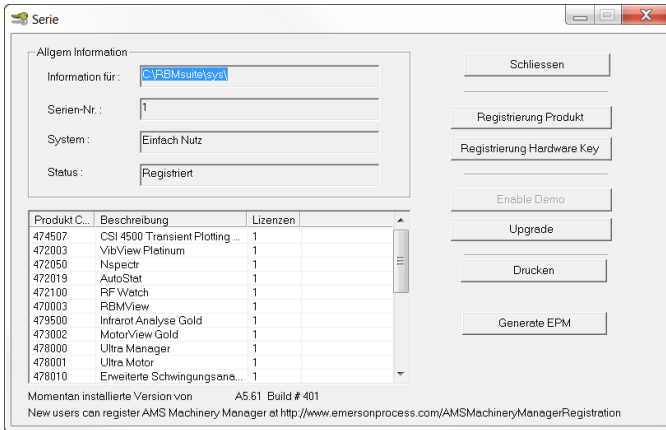 Serie
Allgem Information
Information für : C:\RBMsuite\sys\
Serien-Nr. : 1
System : Einfach Nutz
Status : Registriert
Schliessen
Registrierung Produkt
Registrierung Hardware Key
Enable Demo
Upgrade
Drucken
Generate EPM
Produkt C... Beschreibung Lizenzen
474507 CSI 4500 Transient Plotting ... 1
472003 VibView Platinum 1
472050 Nspectr 1
472019 AutoStat 1
472100 RF Watch 1
470003 RBMView 1
479500 Infrarot Analyse Gold 1
473002 MotorView Gold 1
478000 Ultra Manager 1
478001 Ultra Motor 1
478010 Erweiterte Schwingungsana... 1
Momentan installierte Version von A5.61 Build # 401
New users can register AMS Machinery Manager at http://www.emersonprocess.com/AMSMachineryManagerRegistration